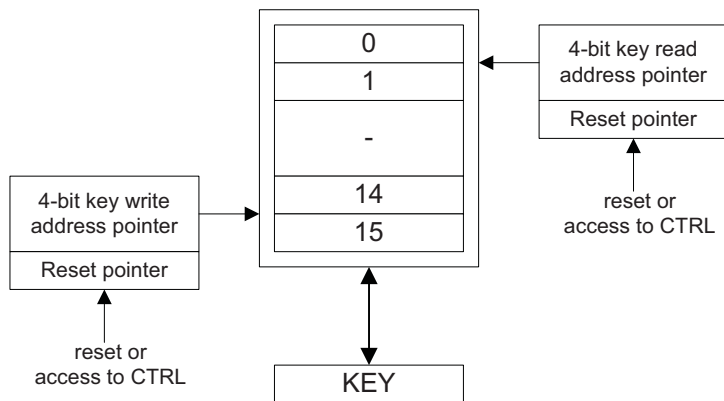 0
1
-
14
15
4-bit key read
address pointer
Reset pointer
reset or
access to CTRL
4-bit key write
address pointer
Reset pointer
reset or
access to CTRL
KEY